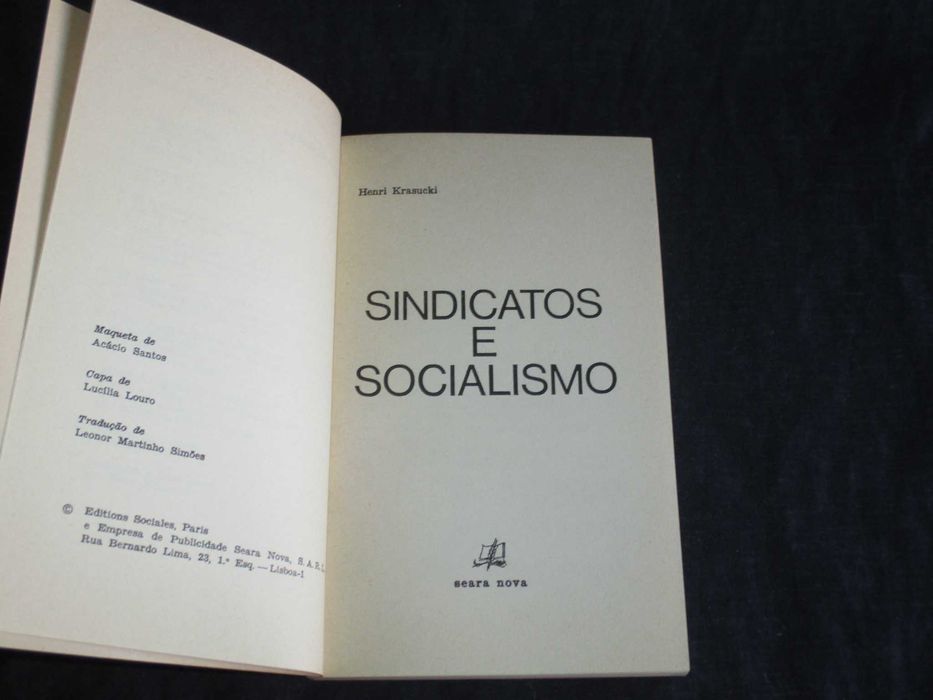 Maqueta de
Acácio Santos
Capa de
Lucília Louro
Tradução de
Leonor Martinho Simões
© Editions Sociales, Paris
e Empresa de Publicidade Seara Nova, S. A. R. L.
Rua Bernardo Lima, 23, 1.º Esq. — Lisboa-1
Henri Krasucki
SINDICATOS
E
SOCIALISMO
seara nova